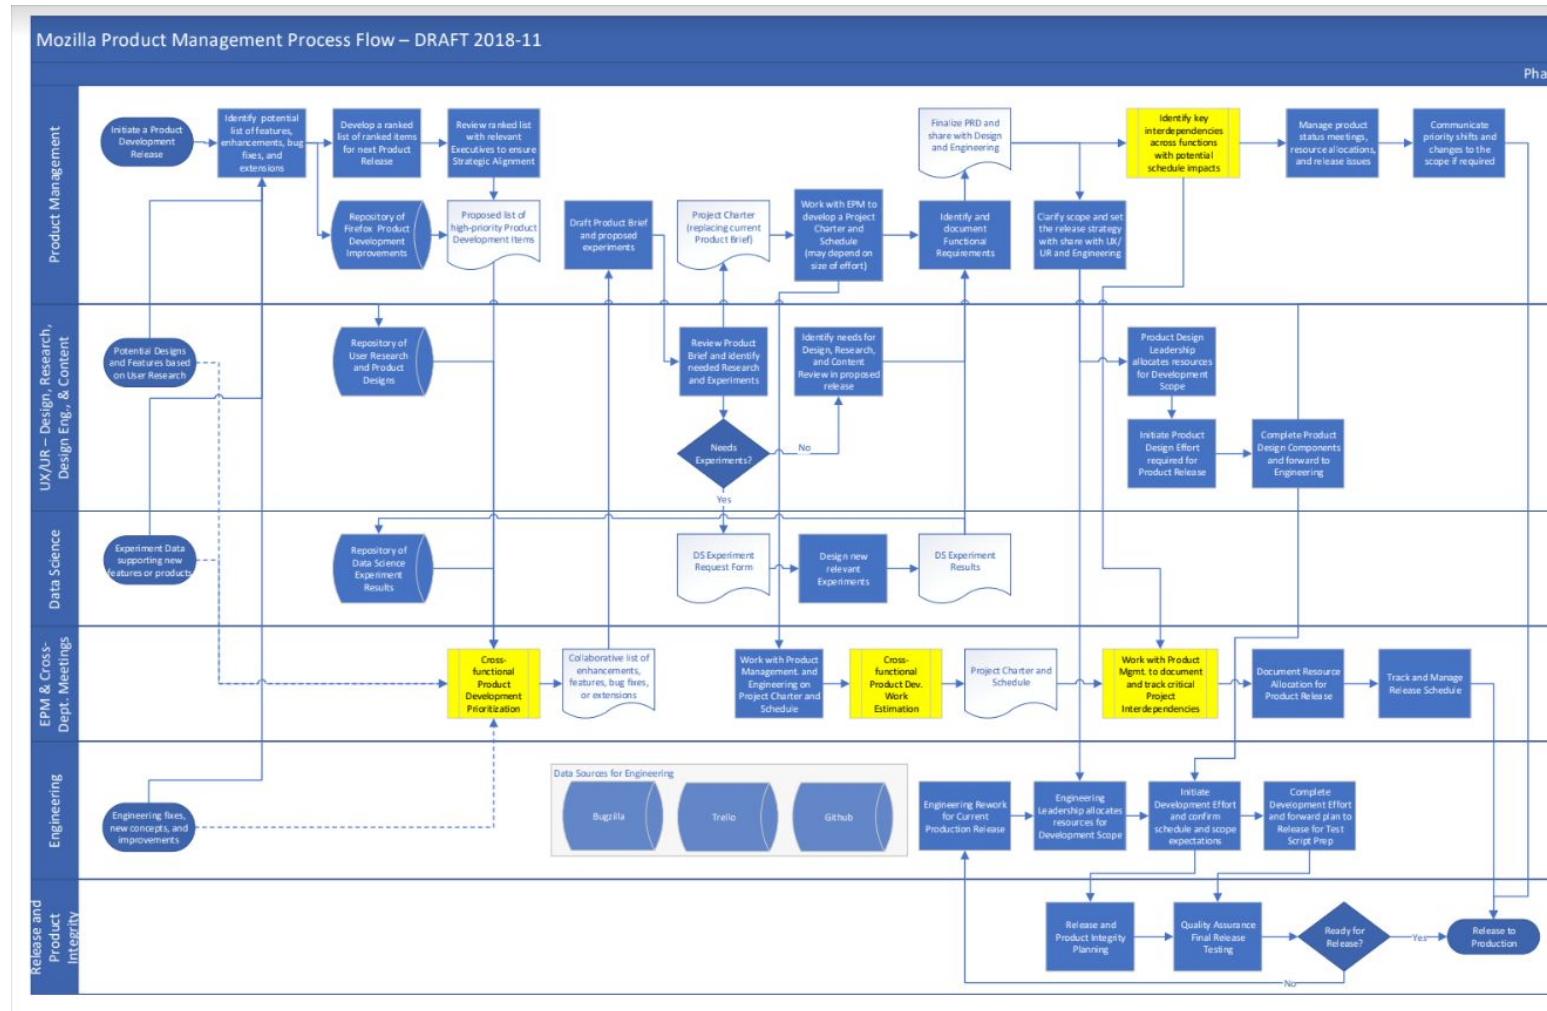 Mozilla Product Management Process Flow – DRAFT 2018-11
Pha
Product Management
Initiate a Product
Development
Release
Identify potential
list of features,
enhancements, bug
fixes, and
extensions
Develop a ranked
list of ranked items
for next Product
Release
Review ranked list
with relevant
Executives to ensure
Strategic Alignment
Finalize PRD and
share with Design
and Engineering
Identify key
interdependencies
across functions
with potential
schedule impacts
Manage product
status meetings,
resource allocations,
and release issues
Communicate
priority shifts and
changes to the
scope if required
Repository of
Firefox Product
Development
Improvements
Proposed list of
high-priority Product
Development Items
Draft Product Brief
and proposed
experiments
Project Charter
(replacing current
Product Brief)
Work with EPM to
develop a Project
Charter and
Schedule
(may depend on
size of effort)
Identify and
document
Functional
Requirements
Clarify scope and set
the release strategy
with share with UX/
UR and Engineering
UX/UR – Design, Research,
Design Eng., & Content
Potential Designs
and Features based
on User Research
Repository of
User Research
and Product
Designs
Review Product
Brief and identify
needed Research
and Experiments
Identify needs for
Design, Research,
and Content
Review in proposed
release
Product Design
Leadership
allocates resources
for Development
Scope
Needs
Experiments?
No
Yes
Initiate Product
Design Effort
required for
Product Release
Complete Product
Design Components
and forward to
Engineering
Data Science
Experiment Data
supporting new
features or products
Repository of
Data Science
Experiment
Results
DS Experiment
Request Form
Design new
relevant
Experiments
DS Experiment
Results
EPM & Cross-
Dept. Meetings
Cross-
functional
Product
Development
Prioritization
Collaborative list of
enhancements,
features, bug fixes,
or extensions
Work with Product
Management. and
Engineering on
Project Charter and
Schedule
Cross-
functional
Product Dev.
Work
Estimation
Project Charter and
Schedule
Work with Product
Mgmt. to document
and track critical
Project
Interdependencies
Document Resource
Allocation for
Product Release
Track and Manage
Release Schedule
Engineering
Engineering fixes,
new concepts, and
improvements
Data Sources for Engineering
Bugzilla
Trello
Github
Engineering Rework
for Current
Production Release
Engineering
Leadership allocates
resources for
Development Scope
Initiate
Development Effort
and confirm
schedule and scope
expectations
Complete
Development Effort
and forward plan to
Release for Test
Script Prep
Release and
Product
Integrity
Release and
Product Integrity
Planning
Quality Assurance
Final Release
Testing
Ready for
Release?
Yes
No
Release to
Production